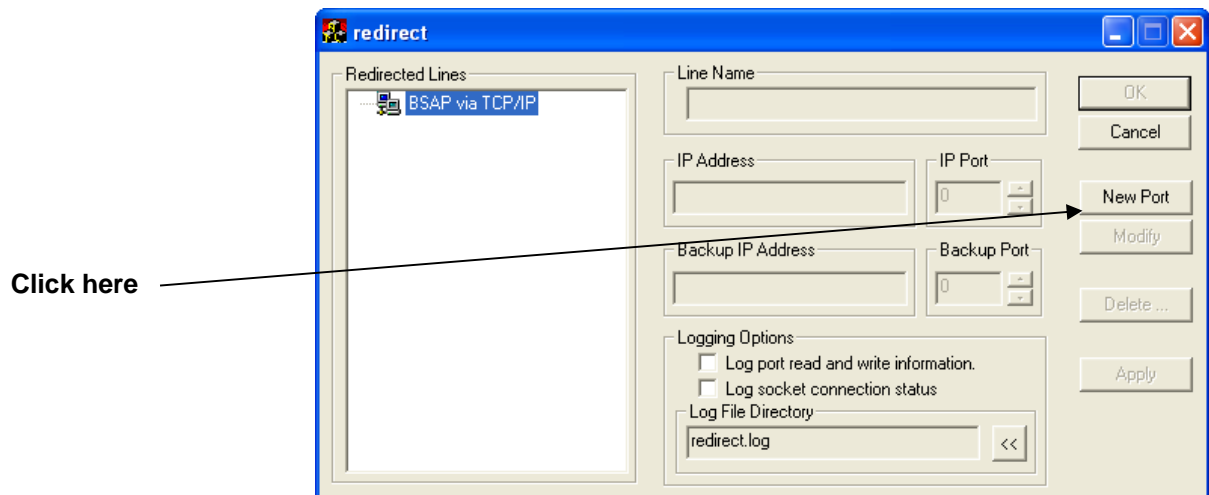 redirect
Redirected Lines
BSAP via TCP/IP
Line Name
OK
Cancel
IP Address
IP Port
0
New Port
Modify
Click here
Backup IP Address
Backup Port
0
Delete ...
Logging Options
Log port read and write information.
Log socket connection status
Apply
Log File Directory
redirect.log
<<